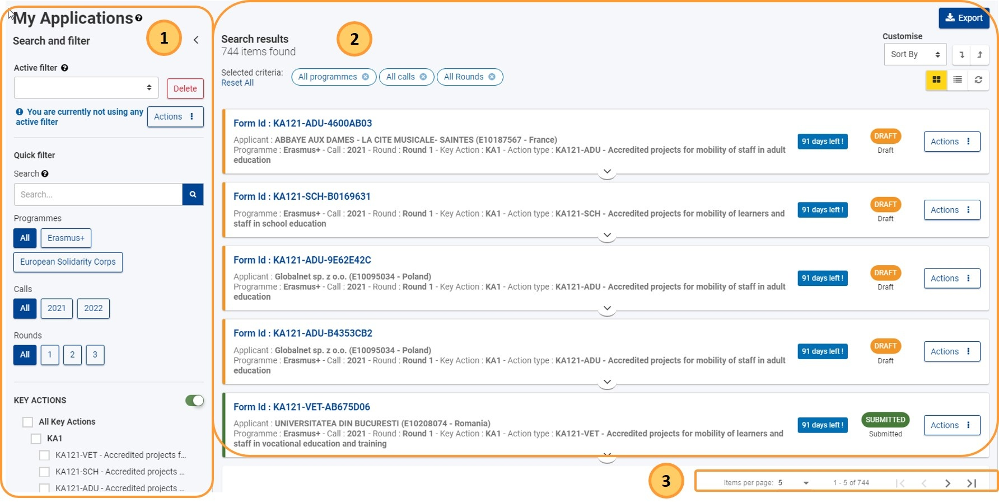 My Applications
Search and filter
1
Active filter
Delete
You are currently not using any
active filter
Actions
Quick filter
Search
Search...
Programmes
All
Erasmus+
European Solidarity Corps
Calls
All
2021
2022
Rounds
All
1
2
3
KEY ACTIONS
All Key Actions
KA1
KA121-VET - Accredited projects f...
KA121-SCH - Accredited projects ...
KA121-ADU - Accredited projects ...
Search results
744 items found
2
Export
Customise
Sort By
Selected criteria:
Reset All
All programmes
All calls
All Rounds
Form Id : KA121-ADU-4600AB03
Applicant : ABBAYE AUX DAMES - LA CITE MUSICALE- SAINTES (E10187567 - France)
Programme : Erasmus+ - Call : 2021 - Round : Round 1 - Key Action : KA1 - Action type : KA121-ADU - Accredited projects for mobility of staff in adult
education
91 days left !
DRAFT
Draft
Actions
Form Id : KA121-SCH-B0169631
Programme : Erasmus+ - Call : 2021 - Round : Round 1 - Key Action : KA1 - Action type : KA121-SCH - Accredited projects for mobility of learners and
staff in school education
91 days left !
DRAFT
Draft
Actions
Form Id : KA121-ADU-9E62E42C
Applicant : Globalnet sp. z o.o. (E10095034 - Poland)
Programme : Erasmus+ - Call : 2021 - Round : Round 1 - Key Action : KA1 - Action type : KA121-ADU - Accredited projects for mobility of staff in adult
education
91 days left !
DRAFT
Draft
Actions
Form Id : KA121-ADU-B4353CB2
Applicant : Globalnet sp. z o.o. (E10095034 - Poland)
Programme : Erasmus+ - Call : 2021 - Round : Round 1 - Key Action : KA1 - Action type : KA121-ADU - Accredited projects for mobility of staff in adult
education
91 days left !
DRAFT
Draft
Actions
Form Id : KA121-VET-AB675D06
Applicant : UNIVERSITATEA DIN BUCURESTI (E10208074 - Romania)
Programme : Erasmus+ - Call : 2021 - Round : Round 1 - Key Action : KA1 - Action type : KA121-VET - Accredited projects for mobility of learners and
staff in vocational education and training
91 days left !
SUBMITTED
Submitted
Actions
3
Items per page: 5
1 - 5 of 744